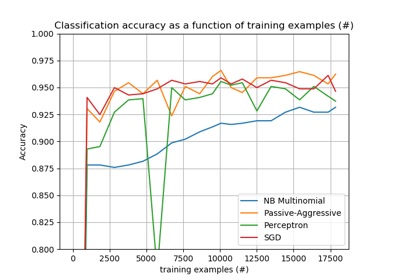 Classification accuracy as a function of training examples (#)
1.000
0.975
0.950
0.925
0.900
0.875
0.850
0.825
0.800
Accuracy
NB Multinomial
Passive-Aggressive
Perceptron
SGD
0 2500 5000 7500 10000 12500 15000 17500
training examples (#)